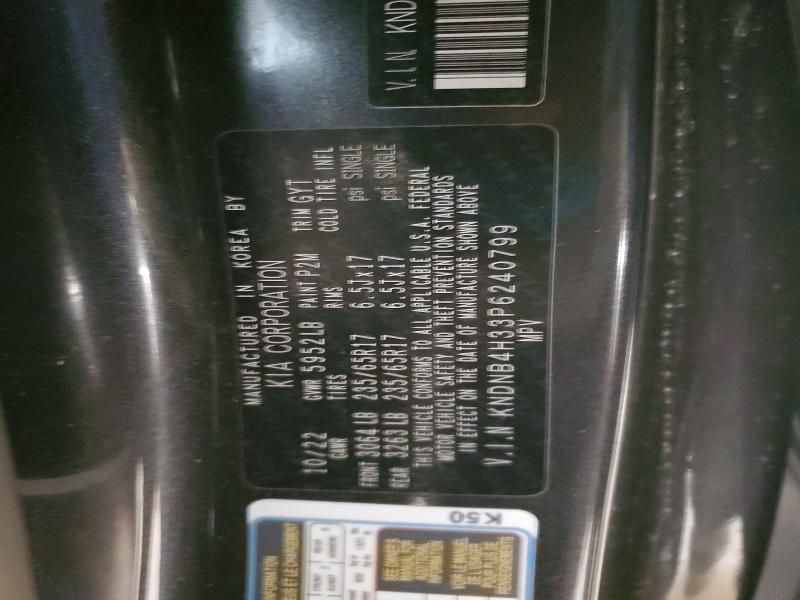 MANUFACTURED IN KOREA BY
KIA CORPORATION
10/22 GVWR 5952LB PAINT P2M TRIM GYT
GAWR TIRES RIMS COLD TIRE INFL
FRONT 3064LB 235/65R17 6.5Jx17 psi SINGLE
REAR 3263LB 235/65R17 6.5Jx17 psi SINGLE
THIS VEHICLE CONFORMS TO ALL APPLICABLE U.S.A. FEDERAL
MOTOR VEHICLE SAFETY AND THEFT PREVENTION STANDARDS
IN EFFECT ON THE DATE OF MANUFACTURE SHOWN ABOVE
V.I.N KNDNB4H33P6240799
MPV
V.I.N. KND
K50